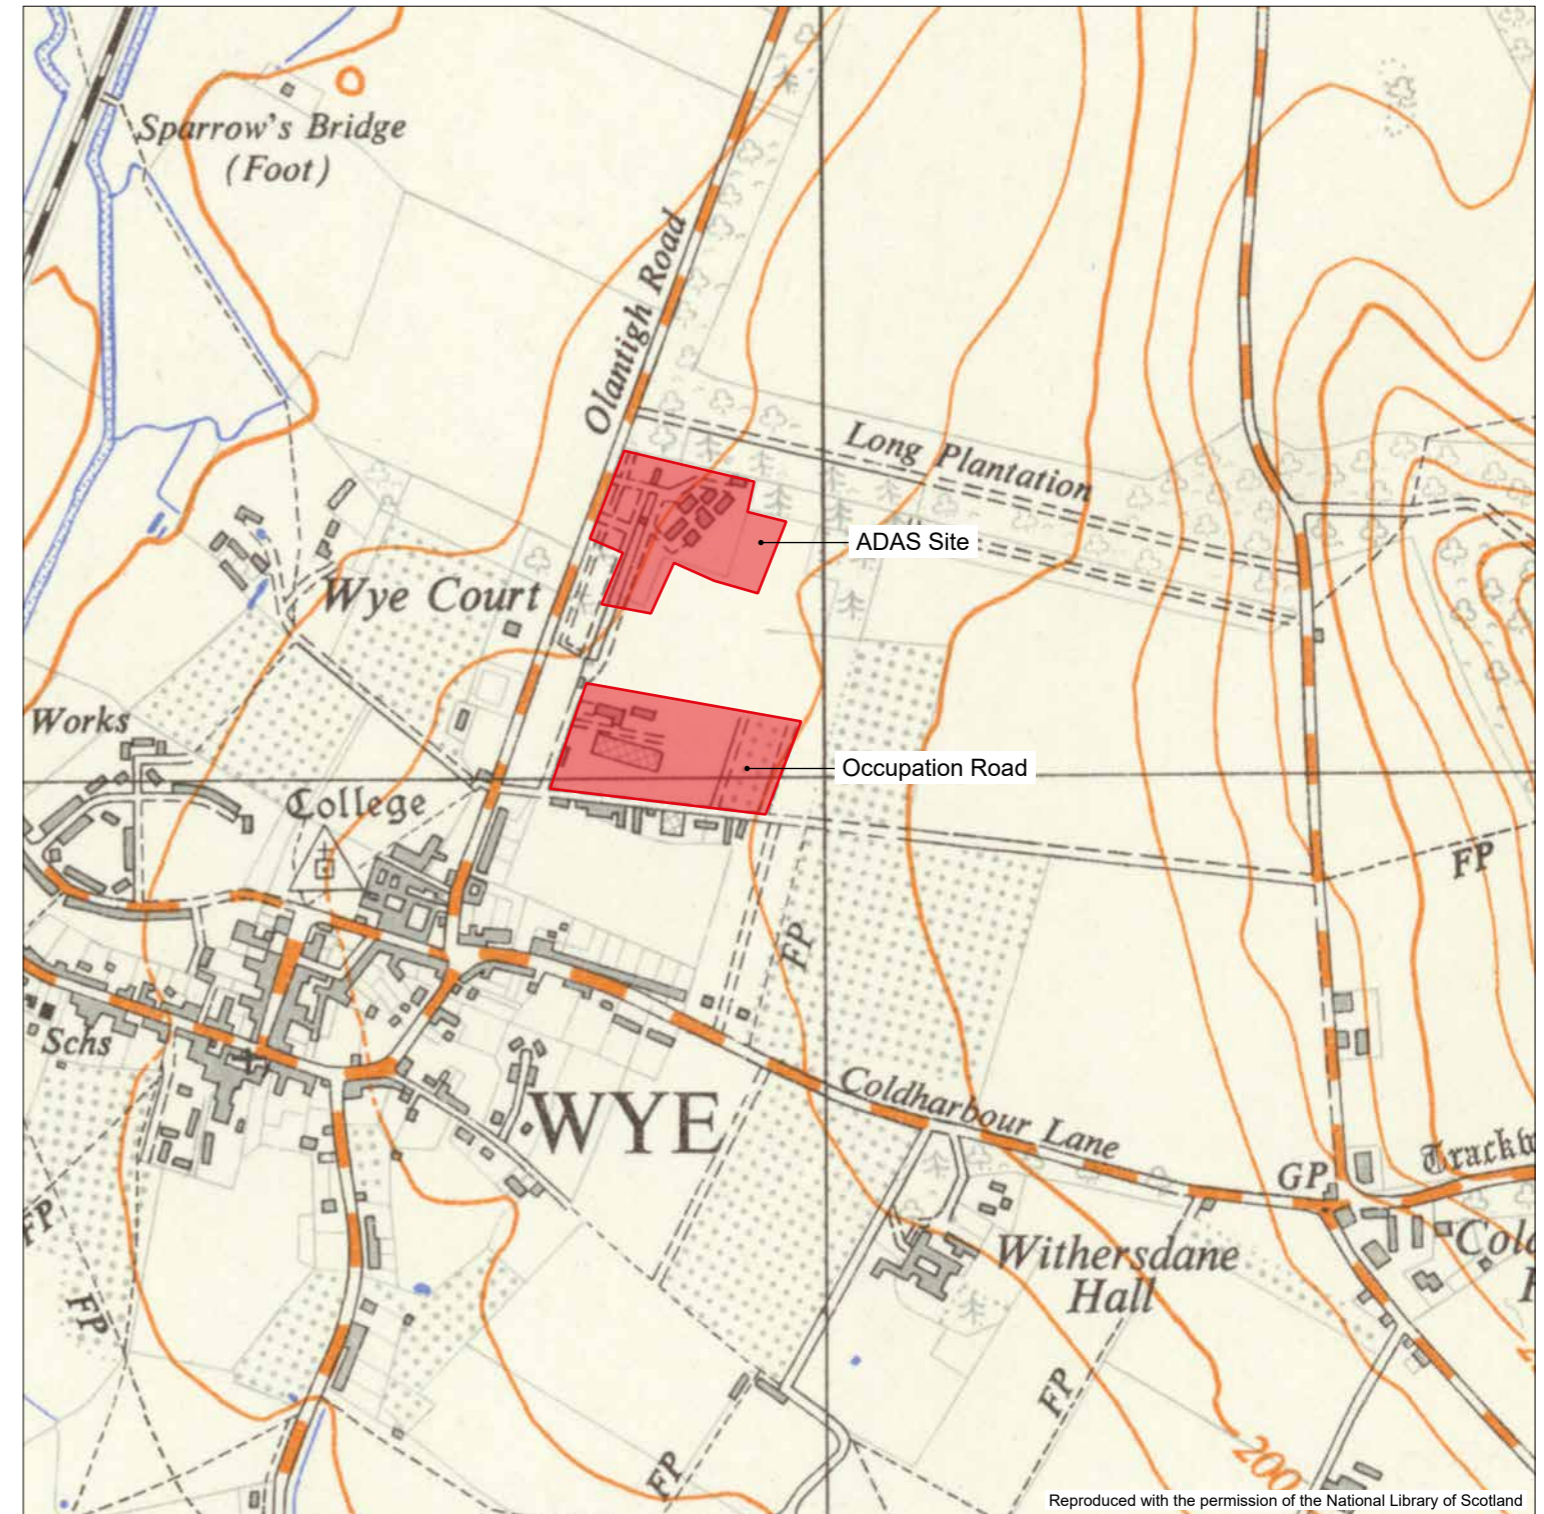 Sparrow's Bridge
(Foot)
Olantigh Road
Long Plantation
ADAS Site
Wye Court
Works
Occupation Road
College
FP
FP
Schs
WYE
Coldharbour Lane
GP
FP
Withersdane
Hall
FP
FP
FP
200
Reproduced with the permission of the National Library of Scotland